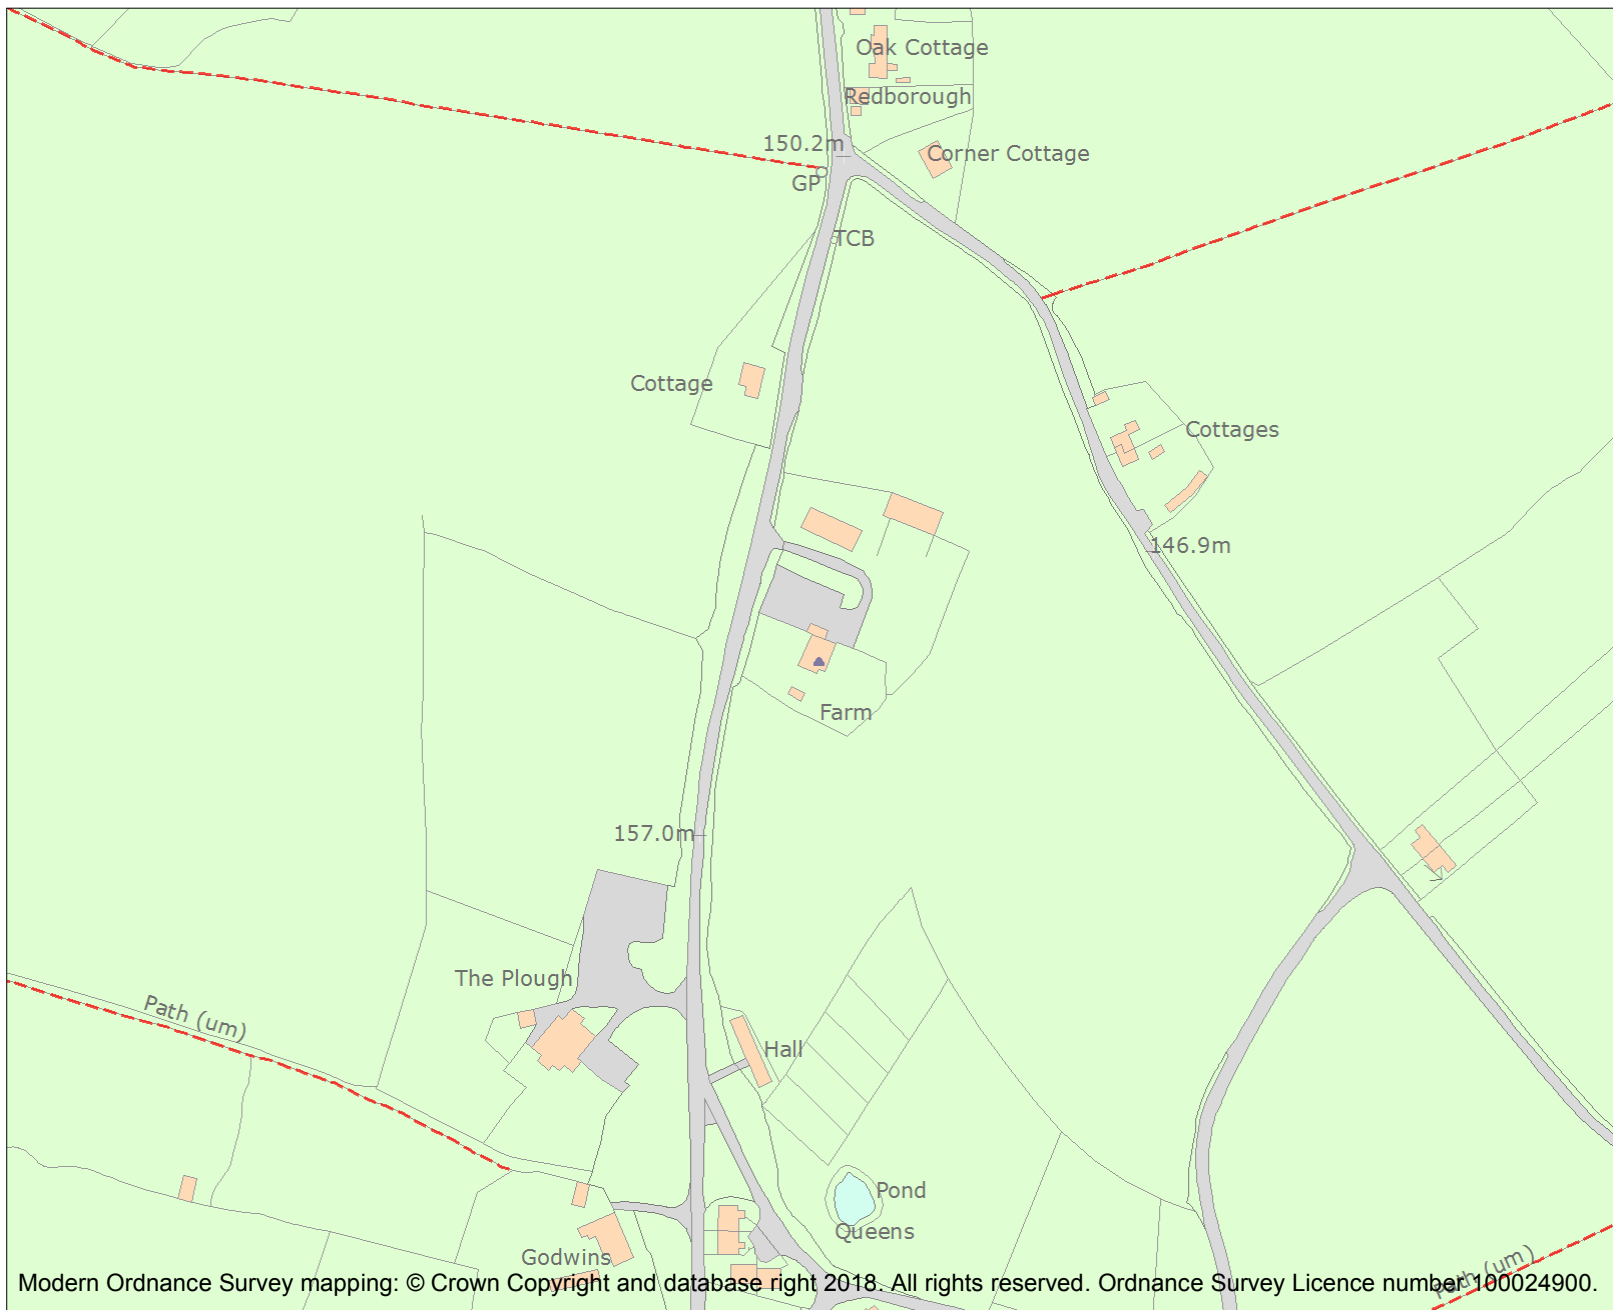 Oak Cottage
Redborough
150.2m
Corner Cottage
GP
TCB
Cottage
Cottages
146.9m
Farm
157.0m
The Plough
Path (um)
Hall
Pond
Queens
Godwins
Path (um)
Modern Ordnance Survey mapping: © Crown Copyright and database right 2018. All rights reserved. Ordnance Survey Licence number 100024900.